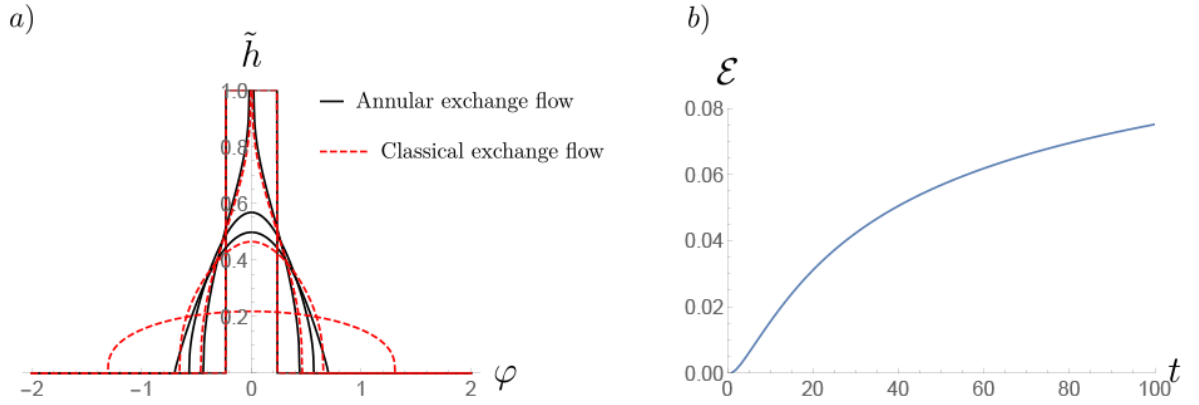 a)
h̃
1.0
0.8
0.6
0.4
0.2
−2 −1 0 1 2 φ
Annular exchange flow
Classical exchange flow
b)
ℰ
0.08
0.06
0.04
0.02
0.00
0 20 40 60 80 100 t